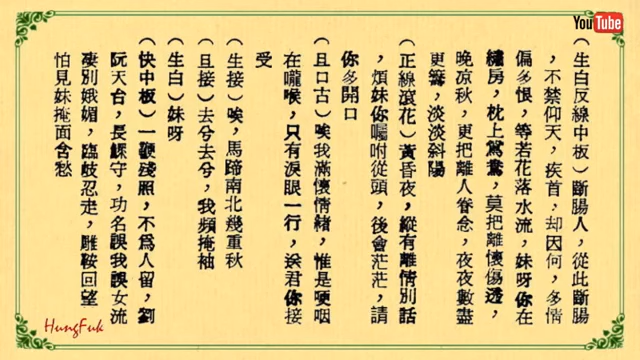 YouTube
（生白反線中板）斷腸人，從此斷腸
，不禁仰天，疾首，却因何，多情
偏多恨，等若花落水流，妹呀你在
繡房，枕上鴛鴦，莫把離懷傷透，
晚凉秋，更把離人眷念，夜夜數盡
更籌，淡淡斜陽
（正線滾花）黃昏夜，縱有離情別話
，煩妹你囑咐從頭，後會茫茫，請
你多開口
（旦口古）唉我滿懷情緒，惟是哽咽
在嚨喉，只有淚眼一行，送君你接
受
（生接）唉，馬蹄南北幾重秋
（旦接）去兮去兮，我頻掩袖
（生白）妹呀
（快中板）一鞭殘照，不爲人留，劉
阮天台，長緱守，功名誤我誤女流
凄別娥媚，臨歧忍走，雕鞍回望
怕見妹掩面含愁
HungFuk